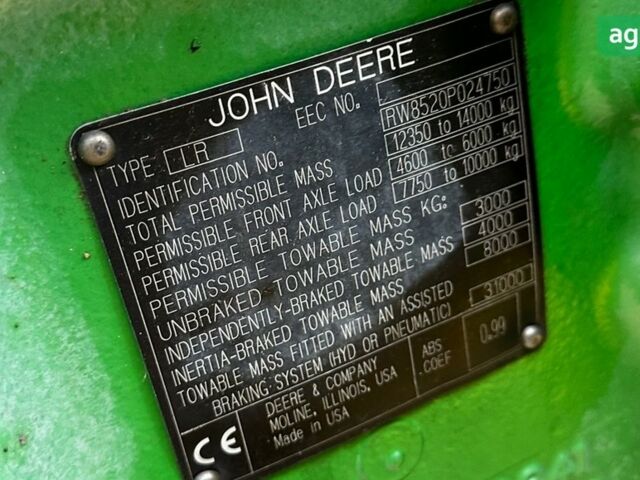 ag
JOHN DEERE
TYPE LR EEC NO.
IDENTIFICATION NO. RW8520P024750
TOTAL PERMISSIBLE MASS 12350 to 14000 kg
PERMISSIBLE FRONT AXLE LOAD 4600 to 6000 kg
PERMISSIBLE REAR AXLE LOAD 7750 to 10000 kg
PERMISSIBLE TOWABLE MASS KG:
UNBRAKED TOWABLE MASS 3000
INDEPENDENTLY-BRAKED TOWABLE MASS 4000
INERTIA-BRAKED TOWABLE MASS 8000
TOWABLE MASS FITTED WITH AN ASSISTED
BRAKING SYSTEM (HYD OR PNEUMATIC) 31000
DEERE & COMPANY
MOLINE, ILLINOIS, USA
Made in USA
ABS
COEF
0.99
CE